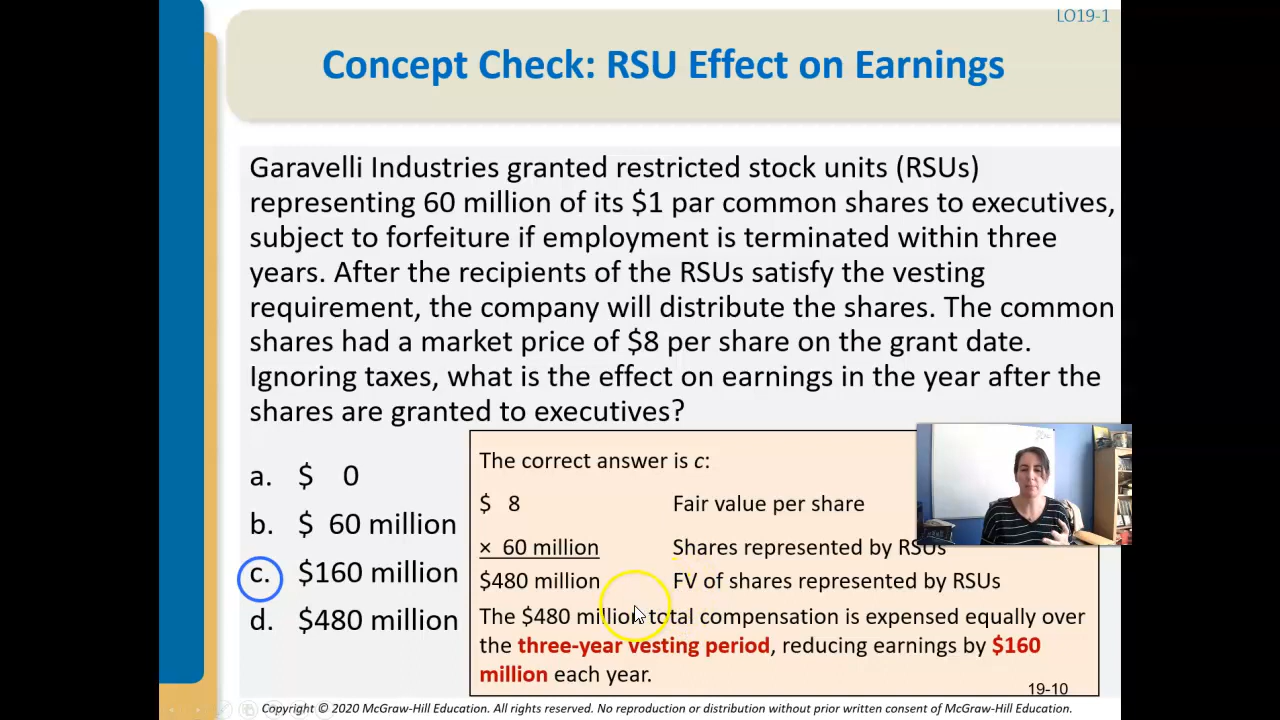 LO19-1
Concept Check: RSU Effect on Earnings
Garavelli Industries granted restricted stock units (RSUs)
representing 60 million of its $1 par common shares to executives,
subject to forfeiture if employment is terminated within three
years. After the recipients of the RSUs satisfy the vesting
requirement, the company will distribute the shares. The common
shares had a market price of $8 per share on the grant date.
Ignoring taxes, what is the effect on earnings in the year after the
shares are granted to executives?
a. $ 0
b. $ 60 million
c. $160 million
d. $480 million
The correct answer is c:
$ 8 Fair value per share
× 60 million Shares represented by RSUs
$480 million FV of shares represented by RSUs
The $480 million total compensation is expensed equally over
the three-year vesting period, reducing earnings by $160
million each year.
19-10
Copyright © 2020 McGraw-Hill Education. All rights reserved. No reproduction or distribution without prior written consent of McGraw-Hill Education.